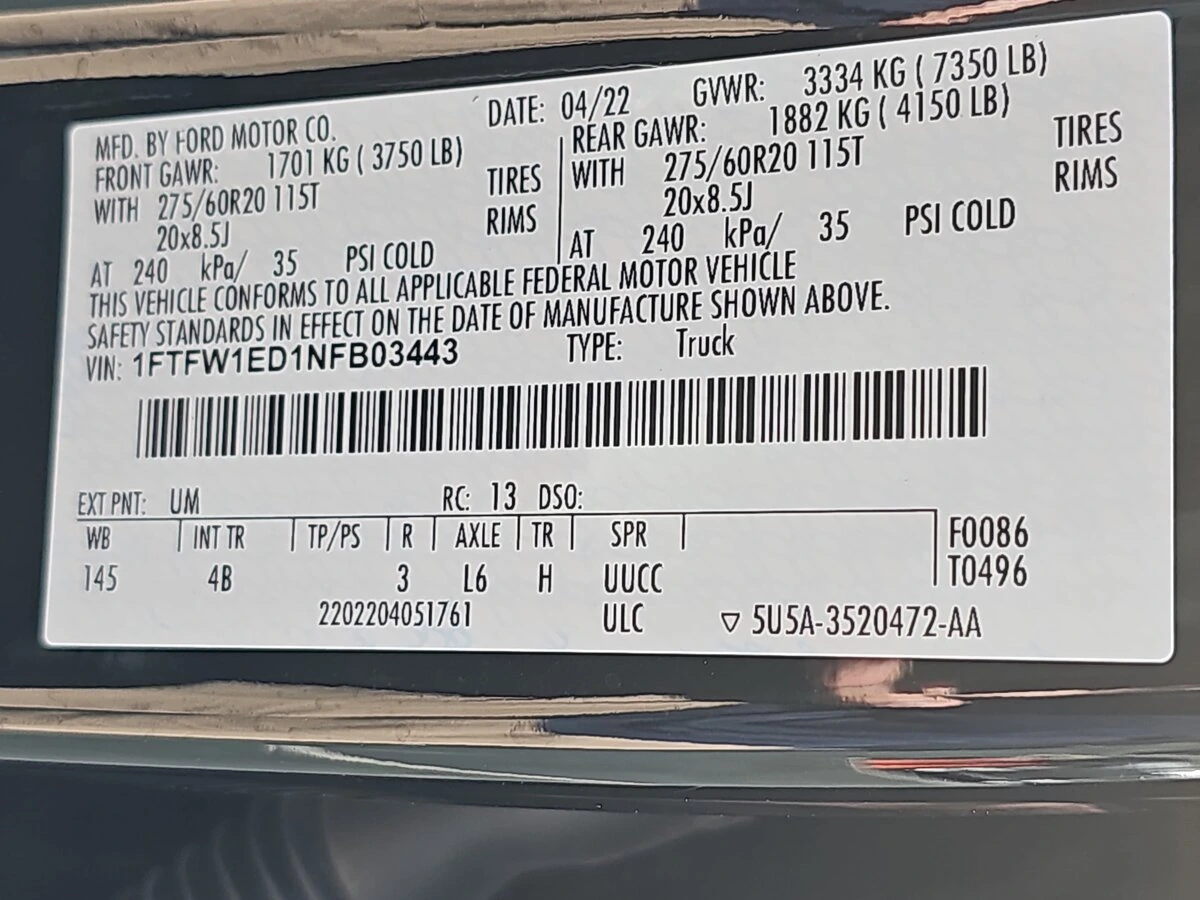 MFD. BY FORD MOTOR CO. DATE: 04/22 GVWR: 3334 KG ( 7350 LB)
FRONT GAWR: 1701 KG ( 3750 LB) REAR GAWR: 1882 KG ( 4150 LB)
WITH 275/60R20 115T TIRES WITH 275/60R20 115T TIRES
20x8.5J RIMS 20x8.5J RIMS
AT 240 kPa/ 35 PSI COLD AT 240 kPa/ 35 PSI COLD
THIS VEHICLE CONFORMS TO ALL APPLICABLE FEDERAL MOTOR VEHICLE
SAFETY STANDARDS IN EFFECT ON THE DATE OF MANUFACTURE SHOWN ABOVE.
VIN: 1FTFW1ED1NFB03443 TYPE: Truck
EXT PNT: UM RC: 13 DSO:
WB INT TR TP/PS R AXLE TR SPR F0086
145 4B 3 L6 H UUCC T0496
2202204051761 ULC ▽ 5U5A-3520472-AA